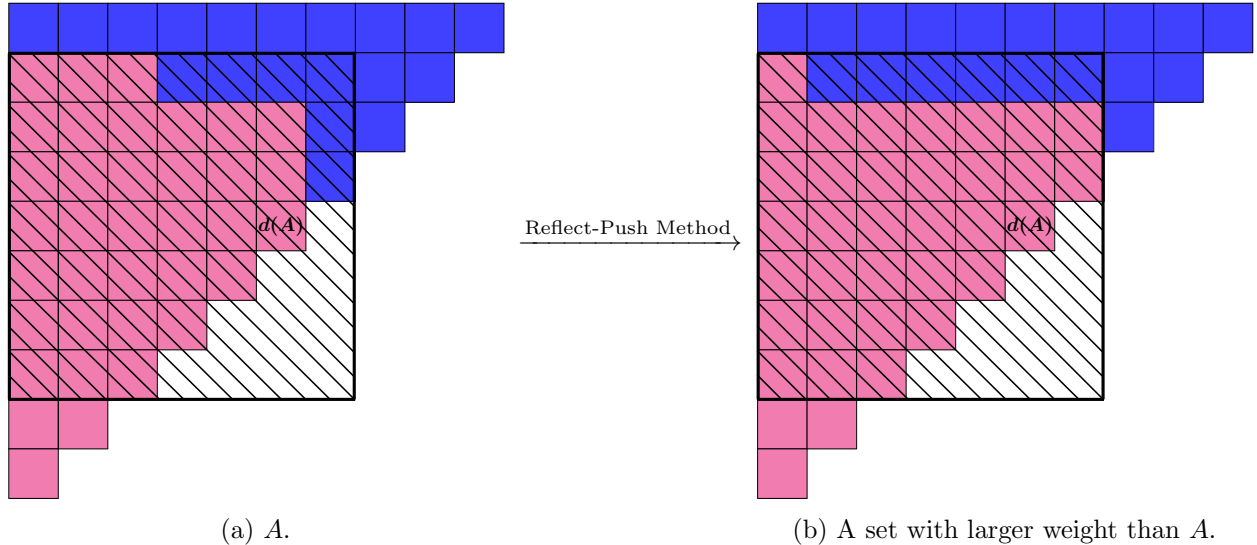 d(A)
Reflect-Push Method
d(A)
(a) A.
(b) A set with larger weight than A.